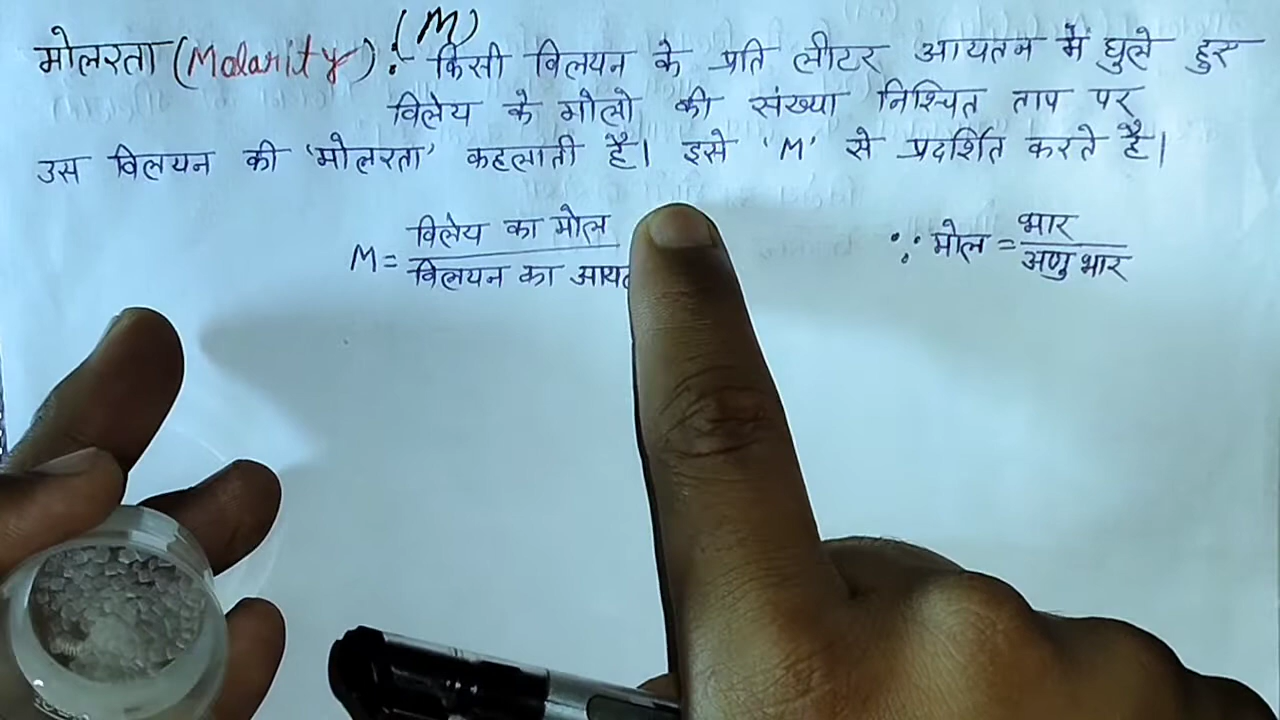 (M)
मोलरता (Molarity) :- किसी विलयन के प्रति लीटर आयतन में घुले हुए
विलेय के मोलो की संख्या निश्चित ताप पर
उस विलयन की 'मोलरता' कहलाती है। इसे 'M' से प्रदर्शित करते है।
M = विलेय का मोल
विलयन का
∵ मोल = भार
अणु भार